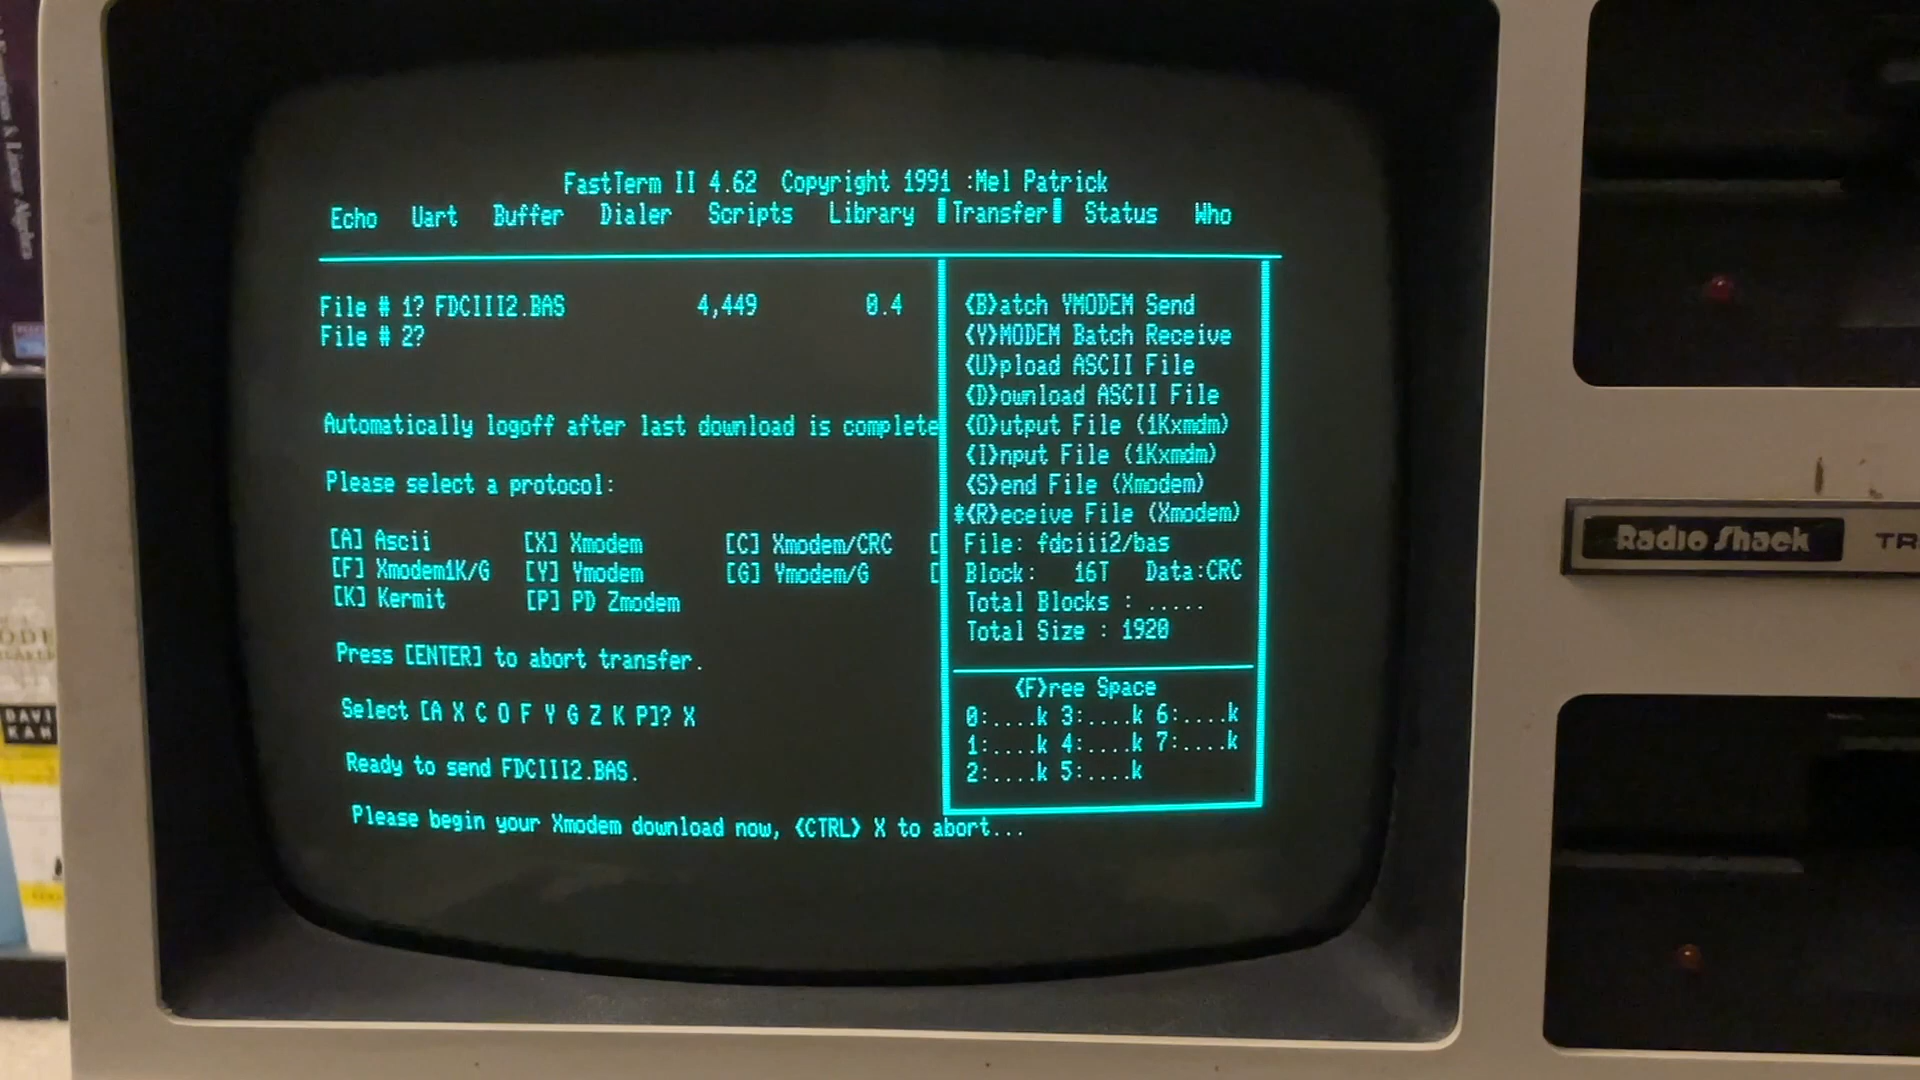 FastTerm II 4.62 Copyright 1991 :Mel Patrick
Echo Uart Buffer Dialer Scripts Library Transfer Status Who
File # 1? FDCIII2.BAS 4,449 0.4
File # 2?
Automatically logoff after last download is complete
Please select a protocol:
[A] Ascii [X] Xmodem [C] Xmodem/CRC [
[F] Xmodem1K/G [Y] Ymodem [G] Ymodem/G [
[K] Kermit [P] PD Zmodem
Press [ENTER] to abort transfer.
Select [A X C O F Y G Z K P]? X
Ready to send FDCIII2.BAS.
Please begin your Xmodem download now, <CTRL> X to abort...
<B>atch YMODEM Send
<Y>MODEM Batch Receive
<U>pload ASCII File
<D>ownload ASCII File
<O>utput File (1Kxmdm)
<I>nput File (1Kxmdm)
<S>end File (Xmodem)
*<R>eceive File (Xmodem)
File: fdciii2/bas
Block: 16T Data:CRC
Total Blocks : .....
Total Size : 1920
<F>ree Space
0:....k 3:....k 6:....k
1:....k 4:....k 7:....k
2:....k 5:....k
Radio Shack TR
& Linear Algebra
DAVI
KAN